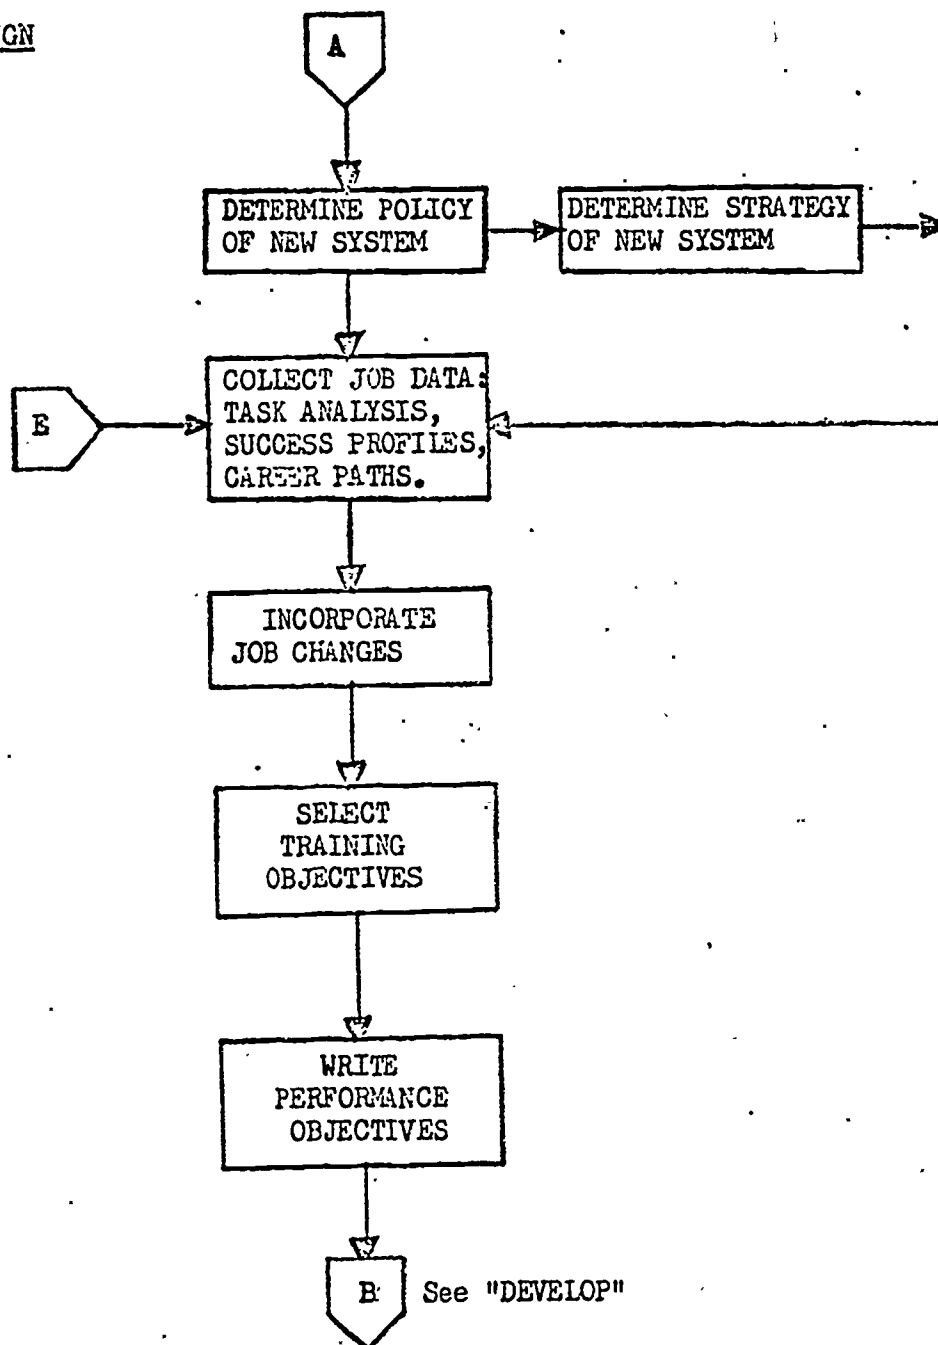 GN
A
DETERMINE POLICY
OF NEW SYSTEM
DETERMINE STRATEGY
OF NEW SYSTEM
COLLECT JOB DATA:
TASK ANALYSIS,
SUCCESS PROFILES,
CAREER PATHS.
E
INCORPORATE
JOB CHANGES
SELECT
TRAINING
OBJECTIVES
WRITE
PERFORMANCE
OBJECTIVES
B See "DEVELOP"